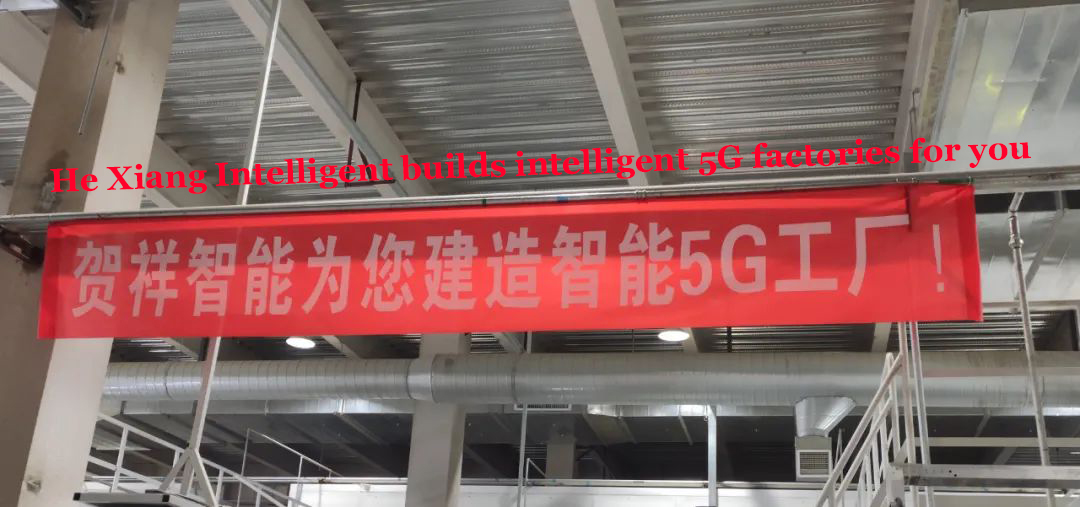 He Xiang Intelligent builds intelligent 5G factories for you
贺祥智能为您建造智能5G工厂！